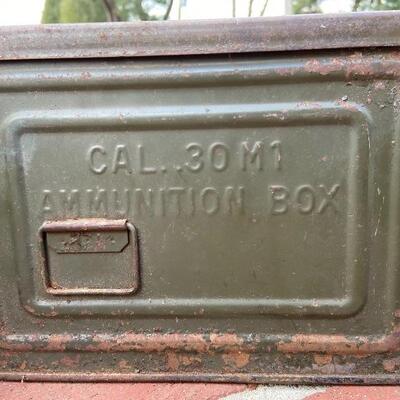 CAL. .30 M1
AMMUNITION BOX